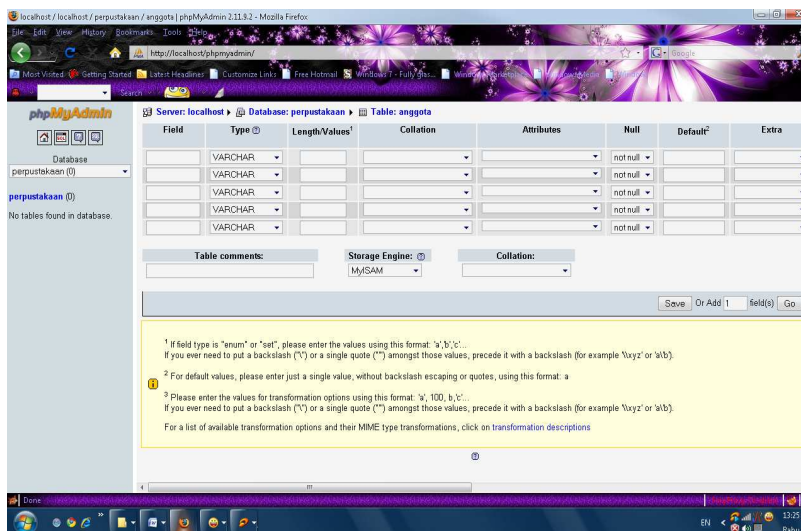 localhost / localhost / perpustakaan / anggota | phpMyAdmin 2.11.9.2 - Mozilla Firefox
File Edit View History Bookmarks Tools Help
http://localhost/phpmyadmin/
Google
Most Visited Getting Started Latest Headlines Customize Links Free Hotmail Windows 7 - Fully glas...
Search
phpMyAdmin
Server: localhost Database: perpustakaan Table: anggota
Field Type Length/Values1 Collation Attributes Null Default2 Extra
VARCHAR not null
VARCHAR not null
VARCHAR not null
VARCHAR not null
VARCHAR not null
Database
perpustakaan (0)
perpustakaan (0)
No tables found in database.
Table comments: Storage Engine: Collation:
MyISAM
Save Or Add 1 field(s) Go
1 If field type is "enum" or "set", please enter the values using this format: 'a','b','c'...
If you ever need to put a backslash ("\") or a single quote ("'") amongst those values, precede it with a backslash (for example '\\xyz' or 'a\'b').
2 For default values, please enter just a single value, without backslash escaping or quotes, using this format: a
3 Please enter the values for transformation options using this format: 'a', 100, b,'c'...
If you ever need to put a backslash ("\") or a single quote ("'") amongst those values, precede it with a backslash (for example '\\xyz' or 'a\'b').
For a list of available transformation options and their MIME type transformations, click on transformation descriptions
Done
EN
13:25